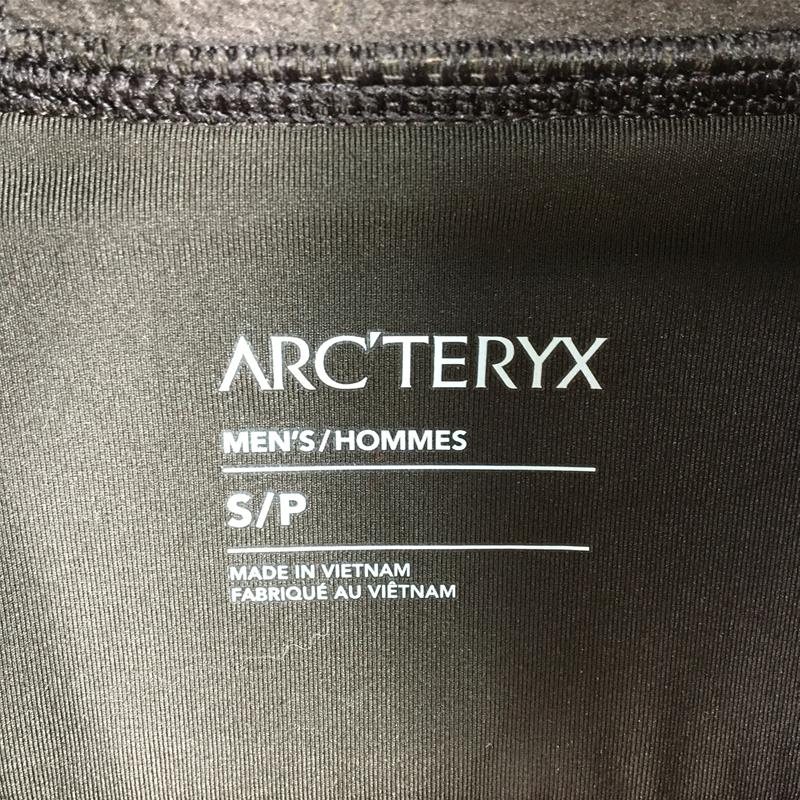 ARC'TERYX
MEN'S/HOMMES
S/P
MADE IN VIETNAM
FABRIQUÉ AU VIÊTNAM